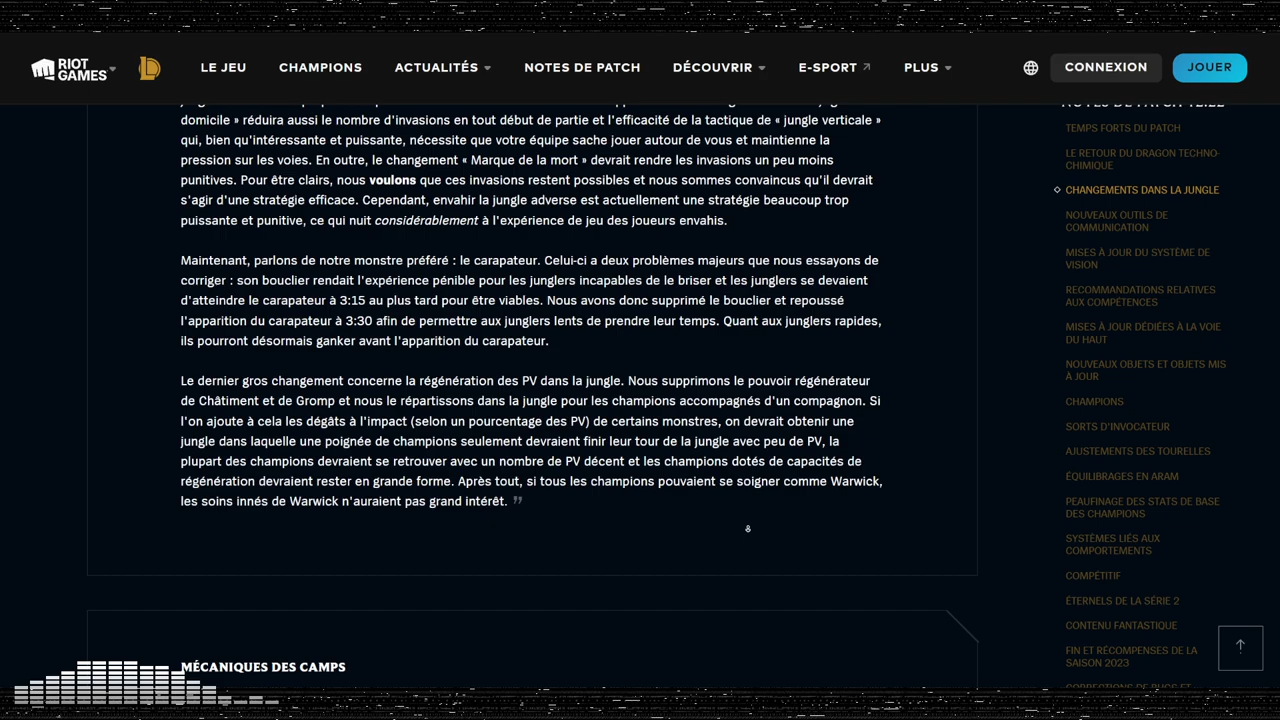 RIOT GAMES
LE JEU
CHAMPIONS
ACTUALITÉS
NOTES DE PATCH
DÉCOUVRIR
E-SPORT
PLUS
CONNEXION
JOUER
domicile » réduira aussi le nombre d'invasions en tout début de partie et l'efficacité de la tactique de « jungle verticale »
qui, bien qu'intéressante et puissante, nécessite que votre équipe sache jouer autour de vous et maintienne la
pression sur les voies. En outre, le changement « Marque de la mort » devrait rendre les invasions un peu moins
punitives. Pour être clairs, nous voulons que ces invasions restent possibles et nous sommes convaincus qu'il devrait
s'agir d'une stratégie efficace. Cependant, envahir la jungle adverse est actuellement une stratégie beaucoup trop
puissante et punitive, ce qui nuit considérablement à l'expérience de jeu des joueurs envahis.
Maintenant, parlons de notre monstre préféré : le carapateur. Celui-ci a deux problèmes majeurs que nous essayons de
corriger : son bouclier rendait l'expérience pénible pour les junglers incapables de le briser et les junglers se devaient
d'atteindre le carapateur à 3:15 au plus tard pour être viables. Nous avons donc supprimé le bouclier et repoussé
l'apparition du carapateur à 3:30 afin de permettre aux junglers lents de prendre leur temps. Quant aux junglers rapides,
ils pourront désormais ganker avant l'apparition du carapateur.
Le dernier gros changement concerne la régénération des PV dans la jungle. Nous supprimons le pouvoir régénérateur
de Châtiment et de Gromp et nous le répartissons dans la jungle pour les champions accompagnés d'un compagnon. Si
l'on ajoute à cela les dégâts à l'impact (selon un pourcentage des PV) de certains monstres, on devrait obtenir une
jungle dans laquelle une poignée de champions seulement devraient finir leur tour de la jungle avec peu de PV, la
plupart des champions devraient se retrouver avec un nombre de PV décent et les champions dotés de capacités de
régénération devraient rester en grande forme. Après tout, si tous les champions pouvaient se soigner comme Warwick,
les soins innés de Warwick n'auraient pas grand intérêt. ”
MÉCANIQUES DES CAMPS
NOTES DE PATCH 12.22
TEMPS FORTS DU PATCH
LE RETOUR DU DRAGON TECHNO-
CHIMIQUE
CHANGEMENTS DANS LA JUNGLE
NOUVEAUX OUTILS DE
COMMUNICATION
MISES À JOUR DU SYSTÈME DE
VISION
RECOMMANDATIONS RELATIVES
AUX COMPÉTENCES
MISES À JOUR DÉDIÉES À LA VOIE
DU HAUT
NOUVEAUX OBJETS ET OBJETS MIS
À JOUR
CHAMPIONS
SORTS D'INVOCATEUR
AJUSTEMENTS DES TOURELLES
ÉQUILIBRAGES EN ARAM
PEAUFINAGE DES STATS DE BASE
DES CHAMPIONS
SYSTÈMES LIÉS AUX
COMPORTEMENTS
COMPÉTITIF
ÉTERNELS DE LA SÉRIE 2
CONTENU FANTASTIQUE
FIN ET RÉCOMPENSES DE LA
SAISON 2023
CORRECTIONS DE BUGS ET